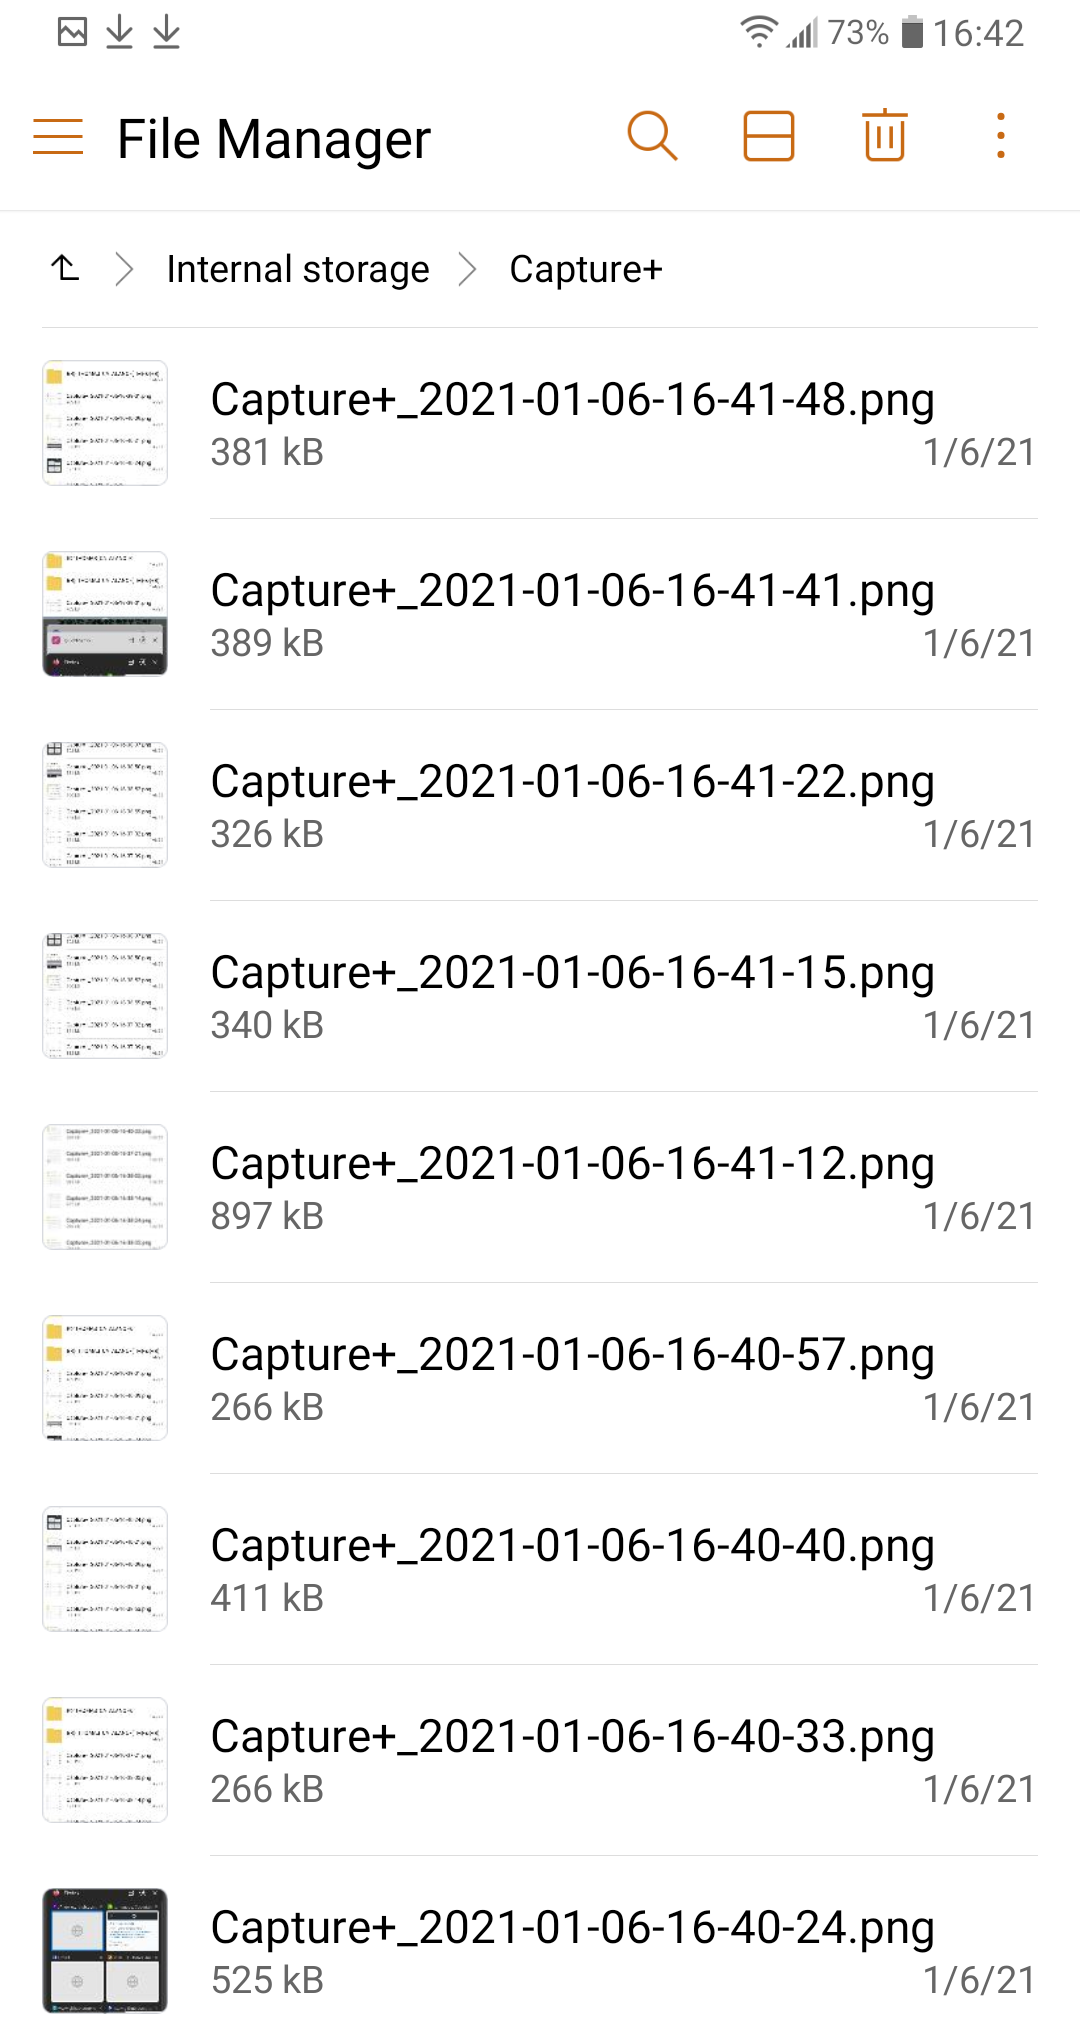 73% 16:42
File Manager
Internal storage Capture+
Capture+_2021-01-06-16-41-48.png
381 kB 1/6/21
Capture+_2021-01-06-16-41-41.png
389 kB 1/6/21
Capture+_2021-01-06-16-41-22.png
326 kB 1/6/21
Capture+_2021-01-06-16-41-15.png
340 kB 1/6/21
Capture+_2021-01-06-16-41-12.png
897 kB 1/6/21
Capture+_2021-01-06-16-40-57.png
266 kB 1/6/21
Capture+_2021-01-06-16-40-40.png
411 kB 1/6/21
Capture+_2021-01-06-16-40-33.png
266 kB 1/6/21
Capture+_2021-01-06-16-40-24.png
525 kB 1/6/21